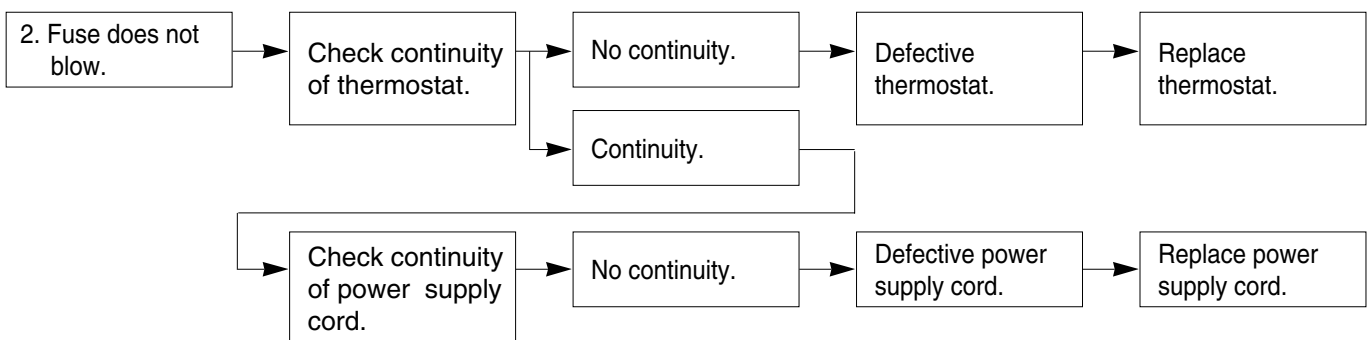 2. Fuse does not
blow.
Check continuity
of thermostat.
No continuity.
Defective
thermostat.
Replace
thermostat.
Continuity.
Check continuity
of power supply
cord.
No continuity.
Defective power
supply cord.
Replace power
supply cord.